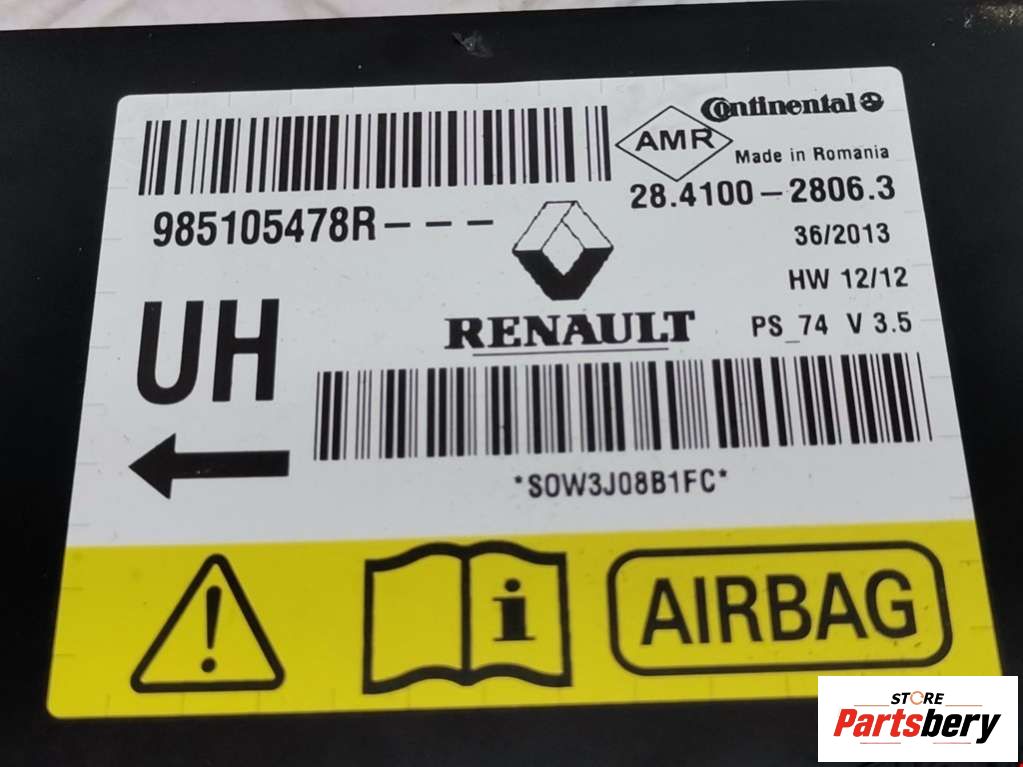 Continental
AMR
Made in Romania
985105478R---
28.4100-2806.3
36/2013
HW 12/12
UH
RENAULT
PS_74 V 3.5
*S0W3J08B1FC*
i
AIRBAG
STORE
Partsbery